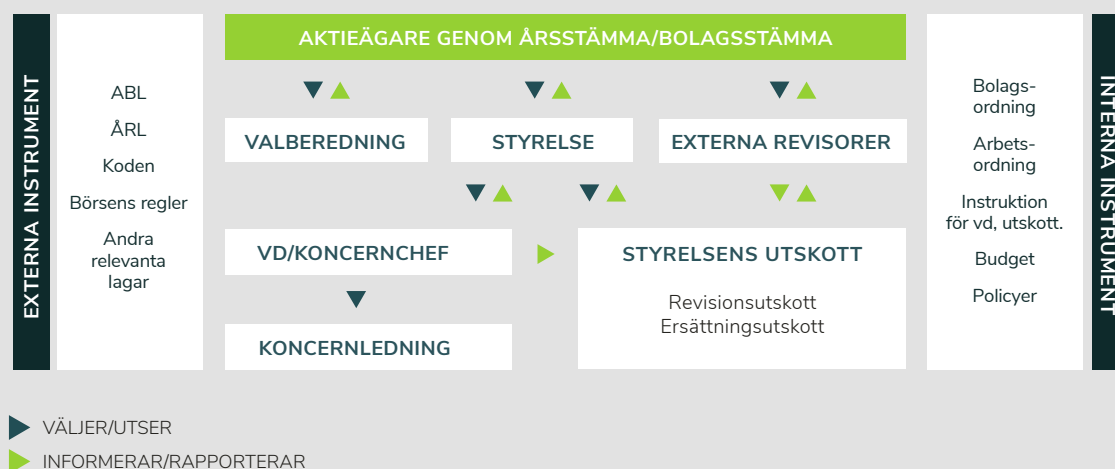 EXTERNA INSTRUMENT
ABL
ÅRL
Koden
Börsens regler
Andra
relevanta
lagar
AKTIEÄGARE GENOM ÅRSSTÄMMA/BOLAGSSTÄMMA
VALBEREDNING
STYRELSE
EXTERNA REVISORER
VD/KONCERNCHEF
KONCERNLEDNING
STYRELSENS UTSKOTT
Revisionsutskott
Ersättningsutskott
Bolags-
ordning
Arbets-
ordning
Instruktion
för vd, utskott.
Budget
Policyer
INTERNA INSTRUMENT
VÄLJER/UTSER
INFORMERAR/RAPPORTERAR